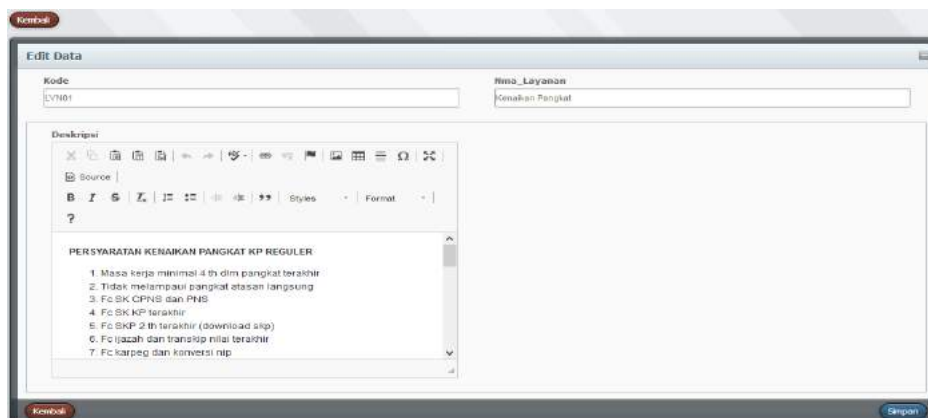 Kembali
Edit Data
Kode
Nma_Layanan
LYN01
Kenaikan Pangkat
Deskripsi
Source
B I S Ix Styles Format
?
PERSYARATAN KENAIKAN PANGKAT KP REGULER
1. Masa kerja minimal 4 th dlm pangkat terakhir
2. Tidak melampaui pangkat atasan langsung
3. Fc SK CPNS dan PNS
4. Fc SK KP terakhir
5. Fc SKP 2 th terakhir (download skp)
6. Fc ijazah dan transkip nilai terakhir
7. Fc karpeg dan konversi nip
Kembali
Simpan